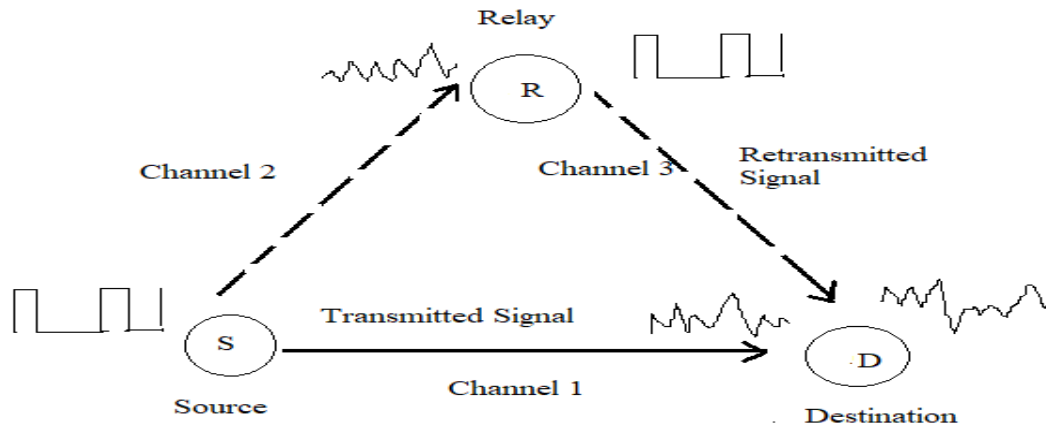 Relay
R
Channel 2
Channel 3
Retransmitted
Signal
Transmitted Signal
S
D
Channel 1
Source
Destination